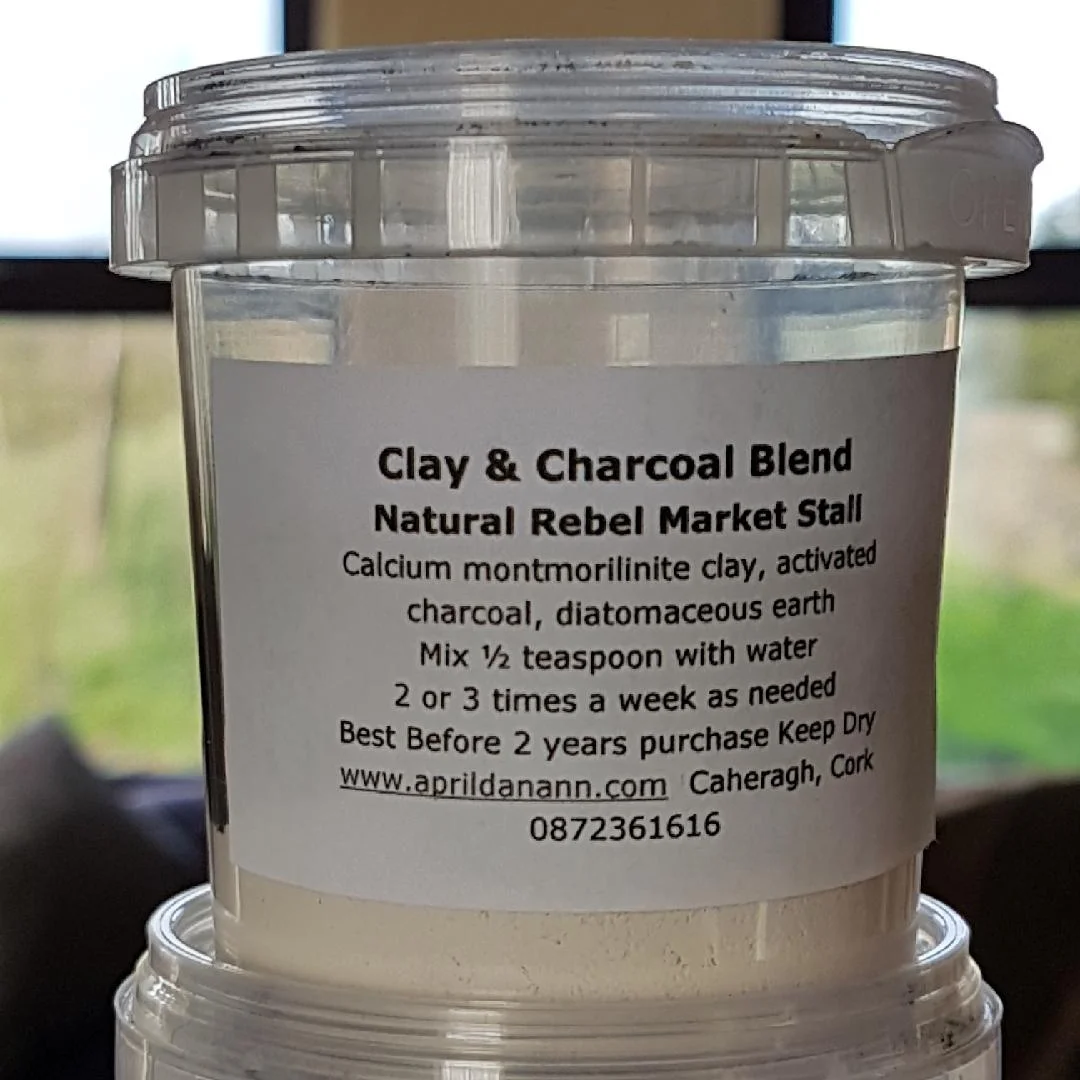 OPE
Clay & Charcoal Blend
Natural Rebel Market Stall
Calcium montmorilinite clay, activated
charcoal, diatomaceous earth
Mix ½ teaspoon with water
2 or 3 times a week as needed
Best Before 2 years purchase Keep Dry
www.aprildanann.com Caheragh, Cork
0872361616